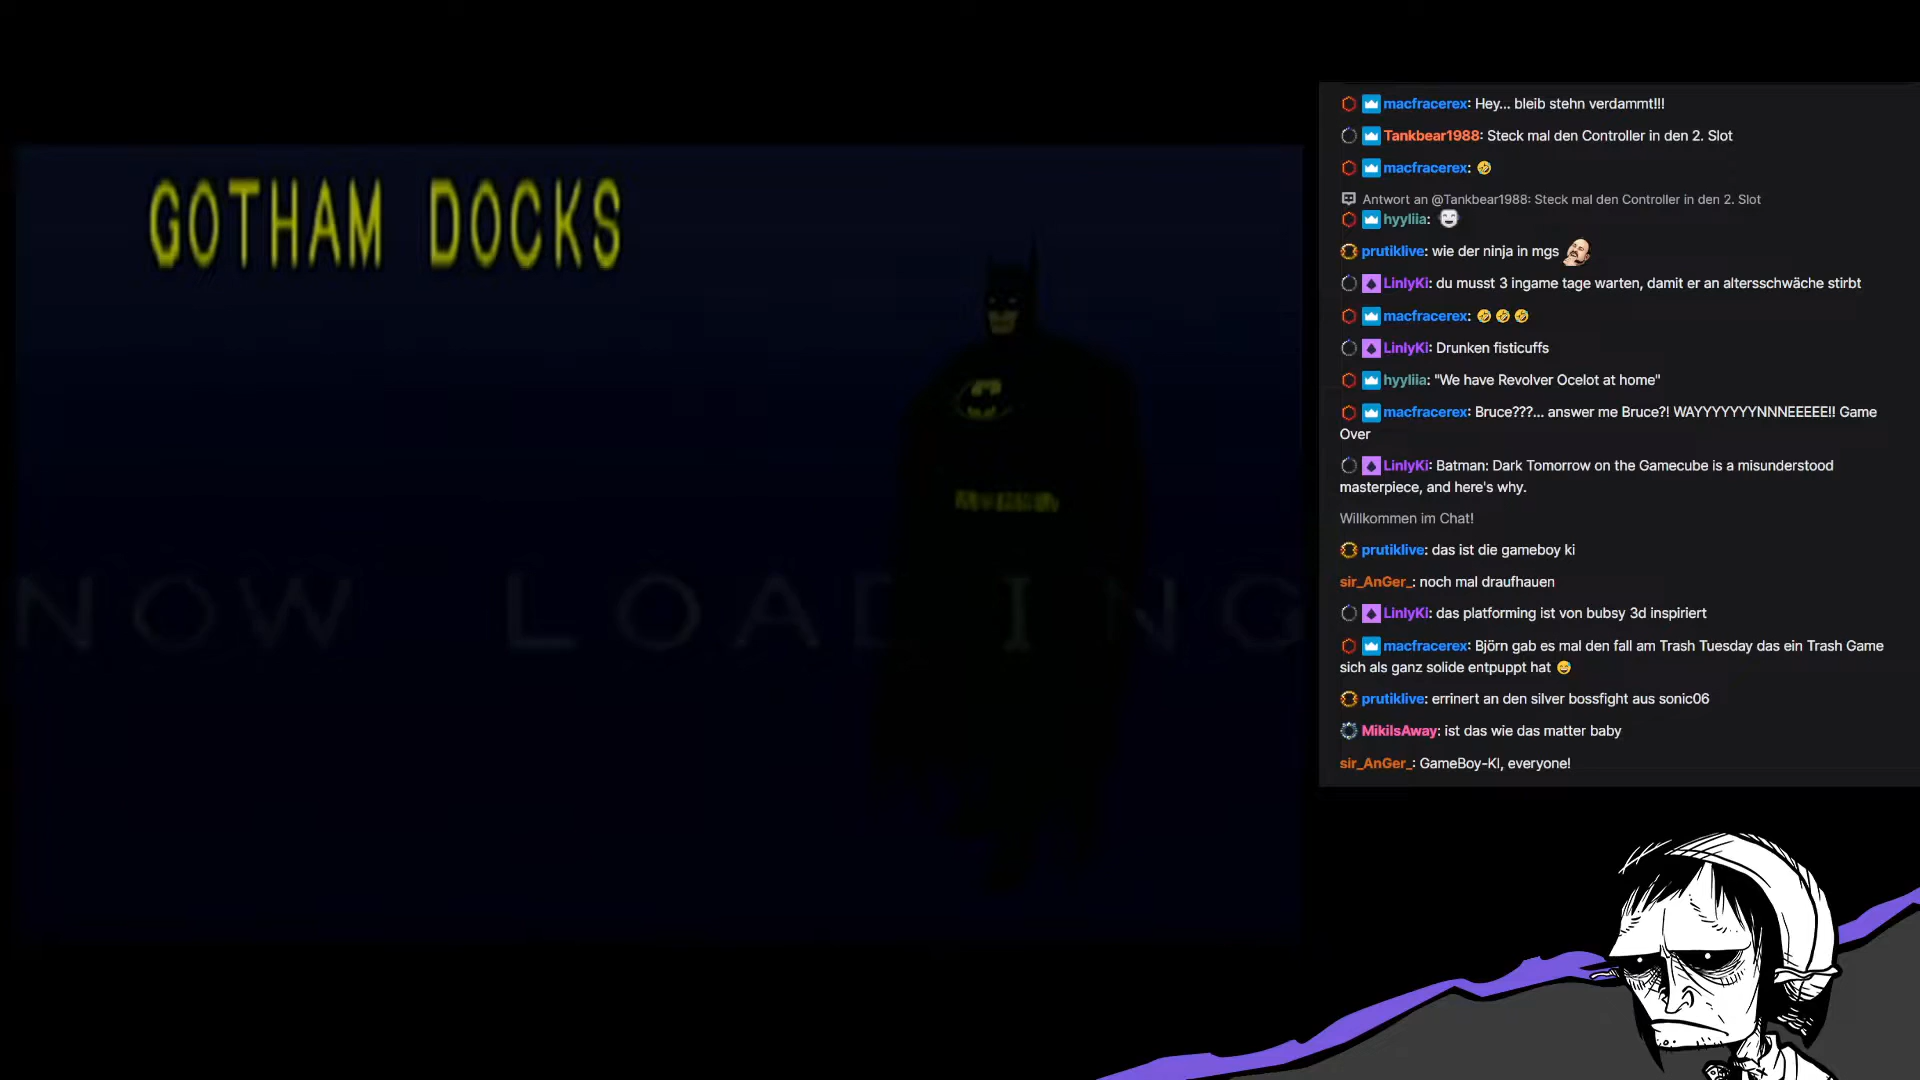 GOTHAM DOCKS
NOW LOADING
macfracerex: Hey... bleib stehn verdammt!!!
Tankbear1988: Steck mal den Controller in den 2. Slot
macfracerex: 🤣
Antwort an @Tankbear1988: Steck mal den Controller in den 2. Slot
hyyliia:
prutiklive: wie der ninja in mgs
LinlyKi: du musst 3 ingame tage warten, damit er an altersschwäche stirbt
macfracerex: 🤣 🤣 🤣
LinlyKi: Drunken fisticuffs
hyyliia: "We have Revolver Ocelot at home"
macfracerex: Bruce???... answer me Bruce?! WAYYYYYYYNNNEEEEE!! Game
Over
LinlyKi: Batman: Dark Tomorrow on the Gamecube is a misunderstood
masterpiece, and here's why.
Willkommen im Chat!
prutiklive: das ist die gameboy ki
sir_AnGer_: noch mal draufhauen
LinlyKi: das platforming ist von bubsy 3d inspiriert
macfracerex: Björn gab es mal den fall am Trash Tuesday das ein Trash Game
sich als ganz solide entpuppt hat 😅
prutiklive: errinert an den silver bossfight aus sonic06
MikilsAway: ist das wie das matter baby
sir_AnGer_: GameBoy-KI, everyone!